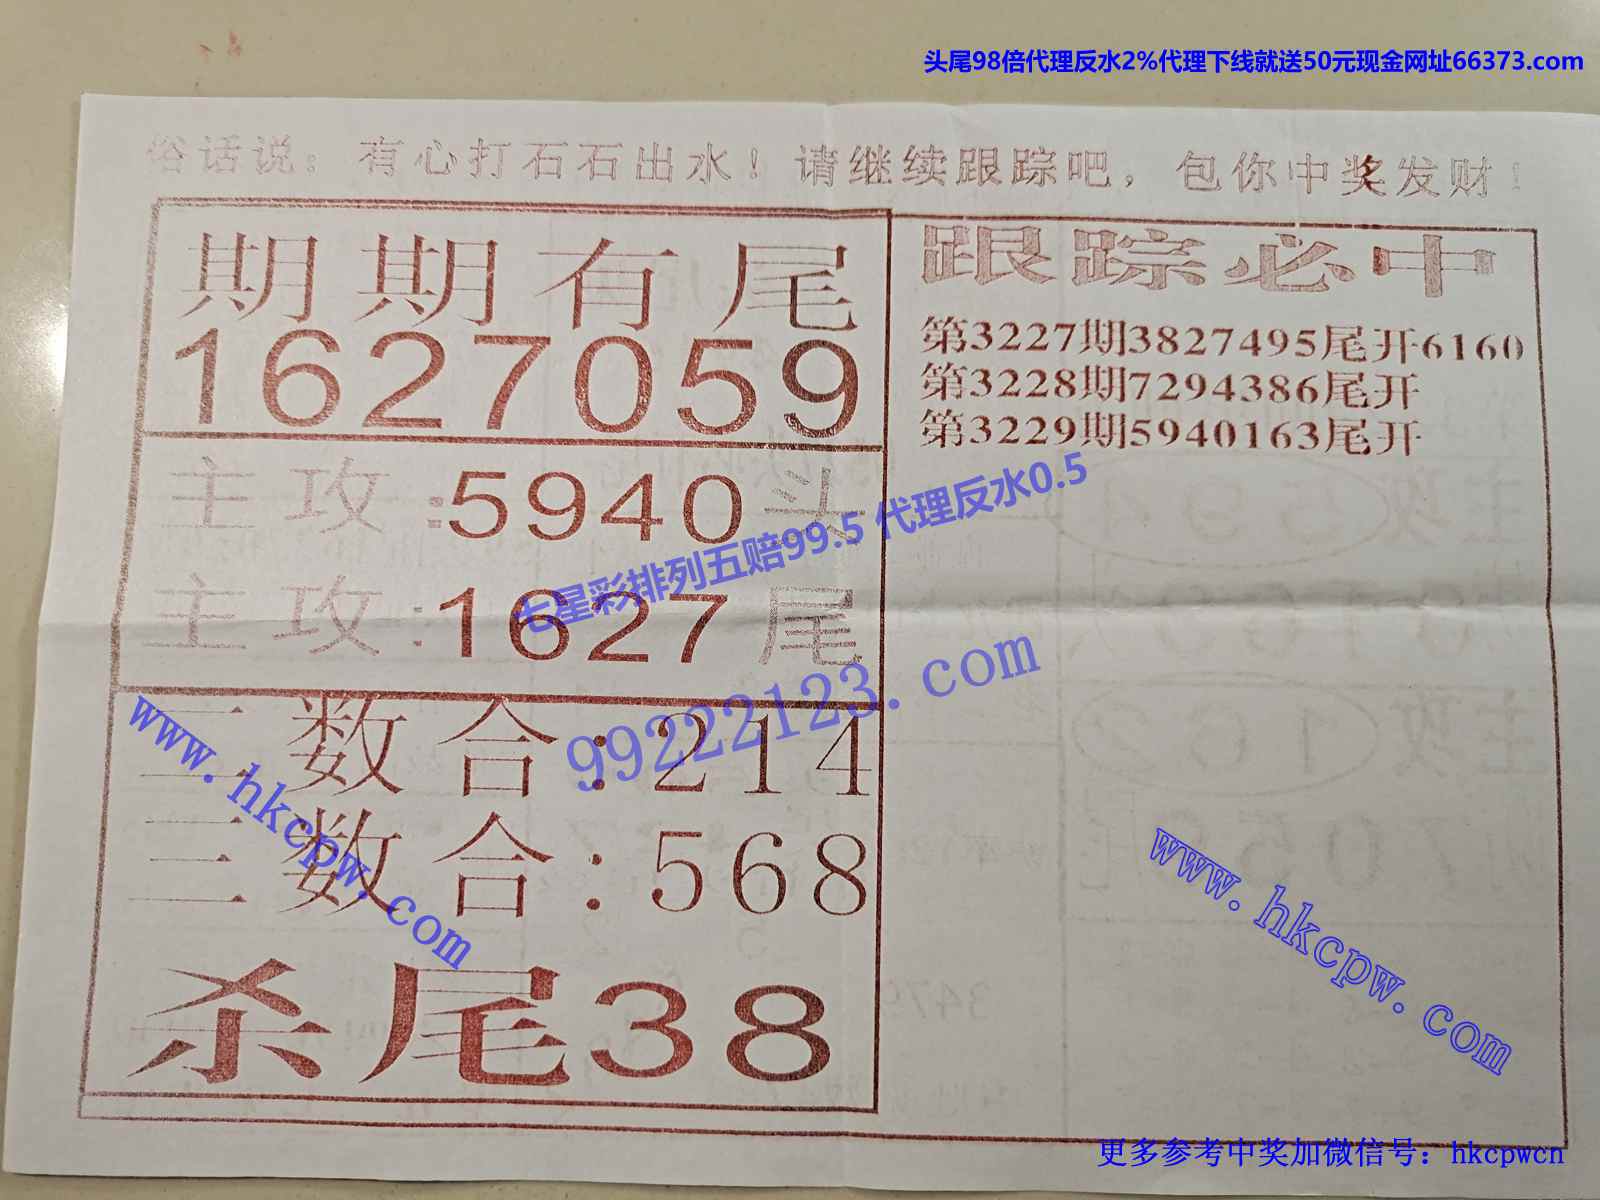 头尾98倍代理反水2%代理下线就送50元现金网址66373.com
俗话说：有心打石石出水！请继续跟踪吧，包你中奖发财！
期期有尾
1627059
主攻:5940头
主攻:1627尾
二数合:214
三数合:568
杀尾38
跟踪必中
第3227期3827495尾开6160
第3228期7294386尾开
第3229期5940163尾开
七星彩排列五赔99.5 代理反水0.5
99222123.com
www.hkcpw.com
www.hkcpw.com
更多参考中奖加微信号：hkcpwcn